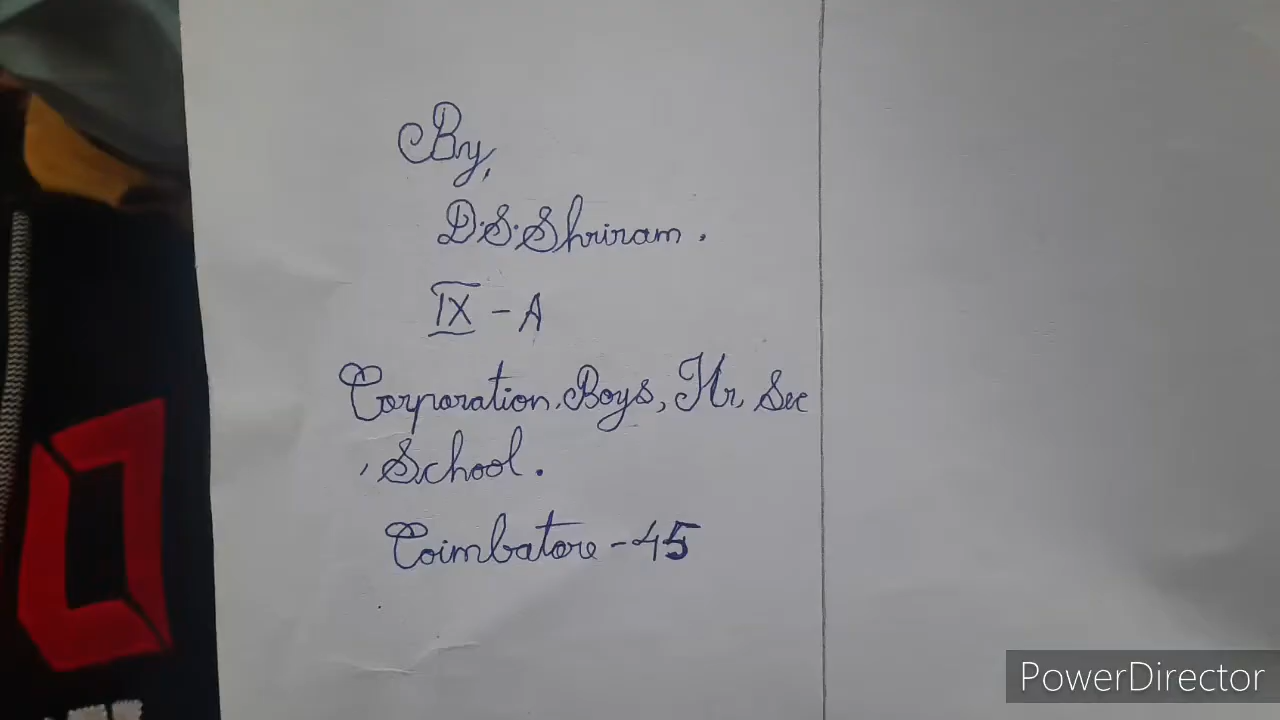 By,
D.S.Shriram.
IX - A
Corporation.Boys, Hr, Sec
, School.
Coimbatore - 45
PowerDirector